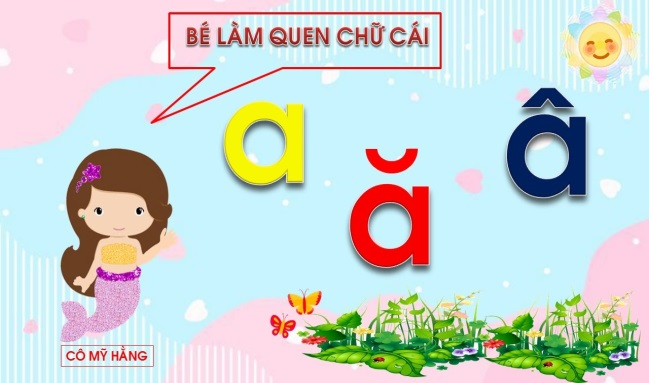 BÉ LÀM QUEN CHỮ CÁI
a
ă
â
CÔ MỸ HẰNG